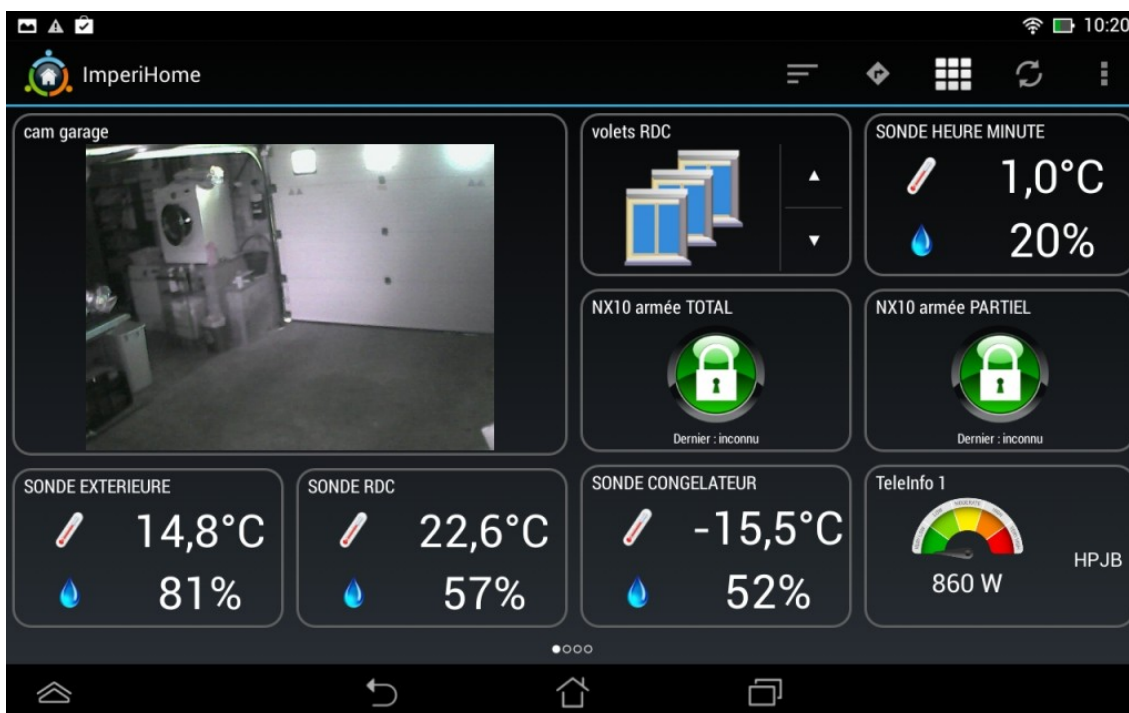 10:20
ImperiHome
cam garage
volets RDC
SONDE HEURE MINUTE
1,0°C
20%
NX10 armée TOTAL
Dernier : inconnu
NX10 armée PARTIEL
Dernier : inconnu
SONDE EXTERIEURE
14,8°C
81%
SONDE RDC
22,6°C
57%
SONDE CONGELATEUR
-15,5°C
52%
TeleInfo 1
HPJB
860 W